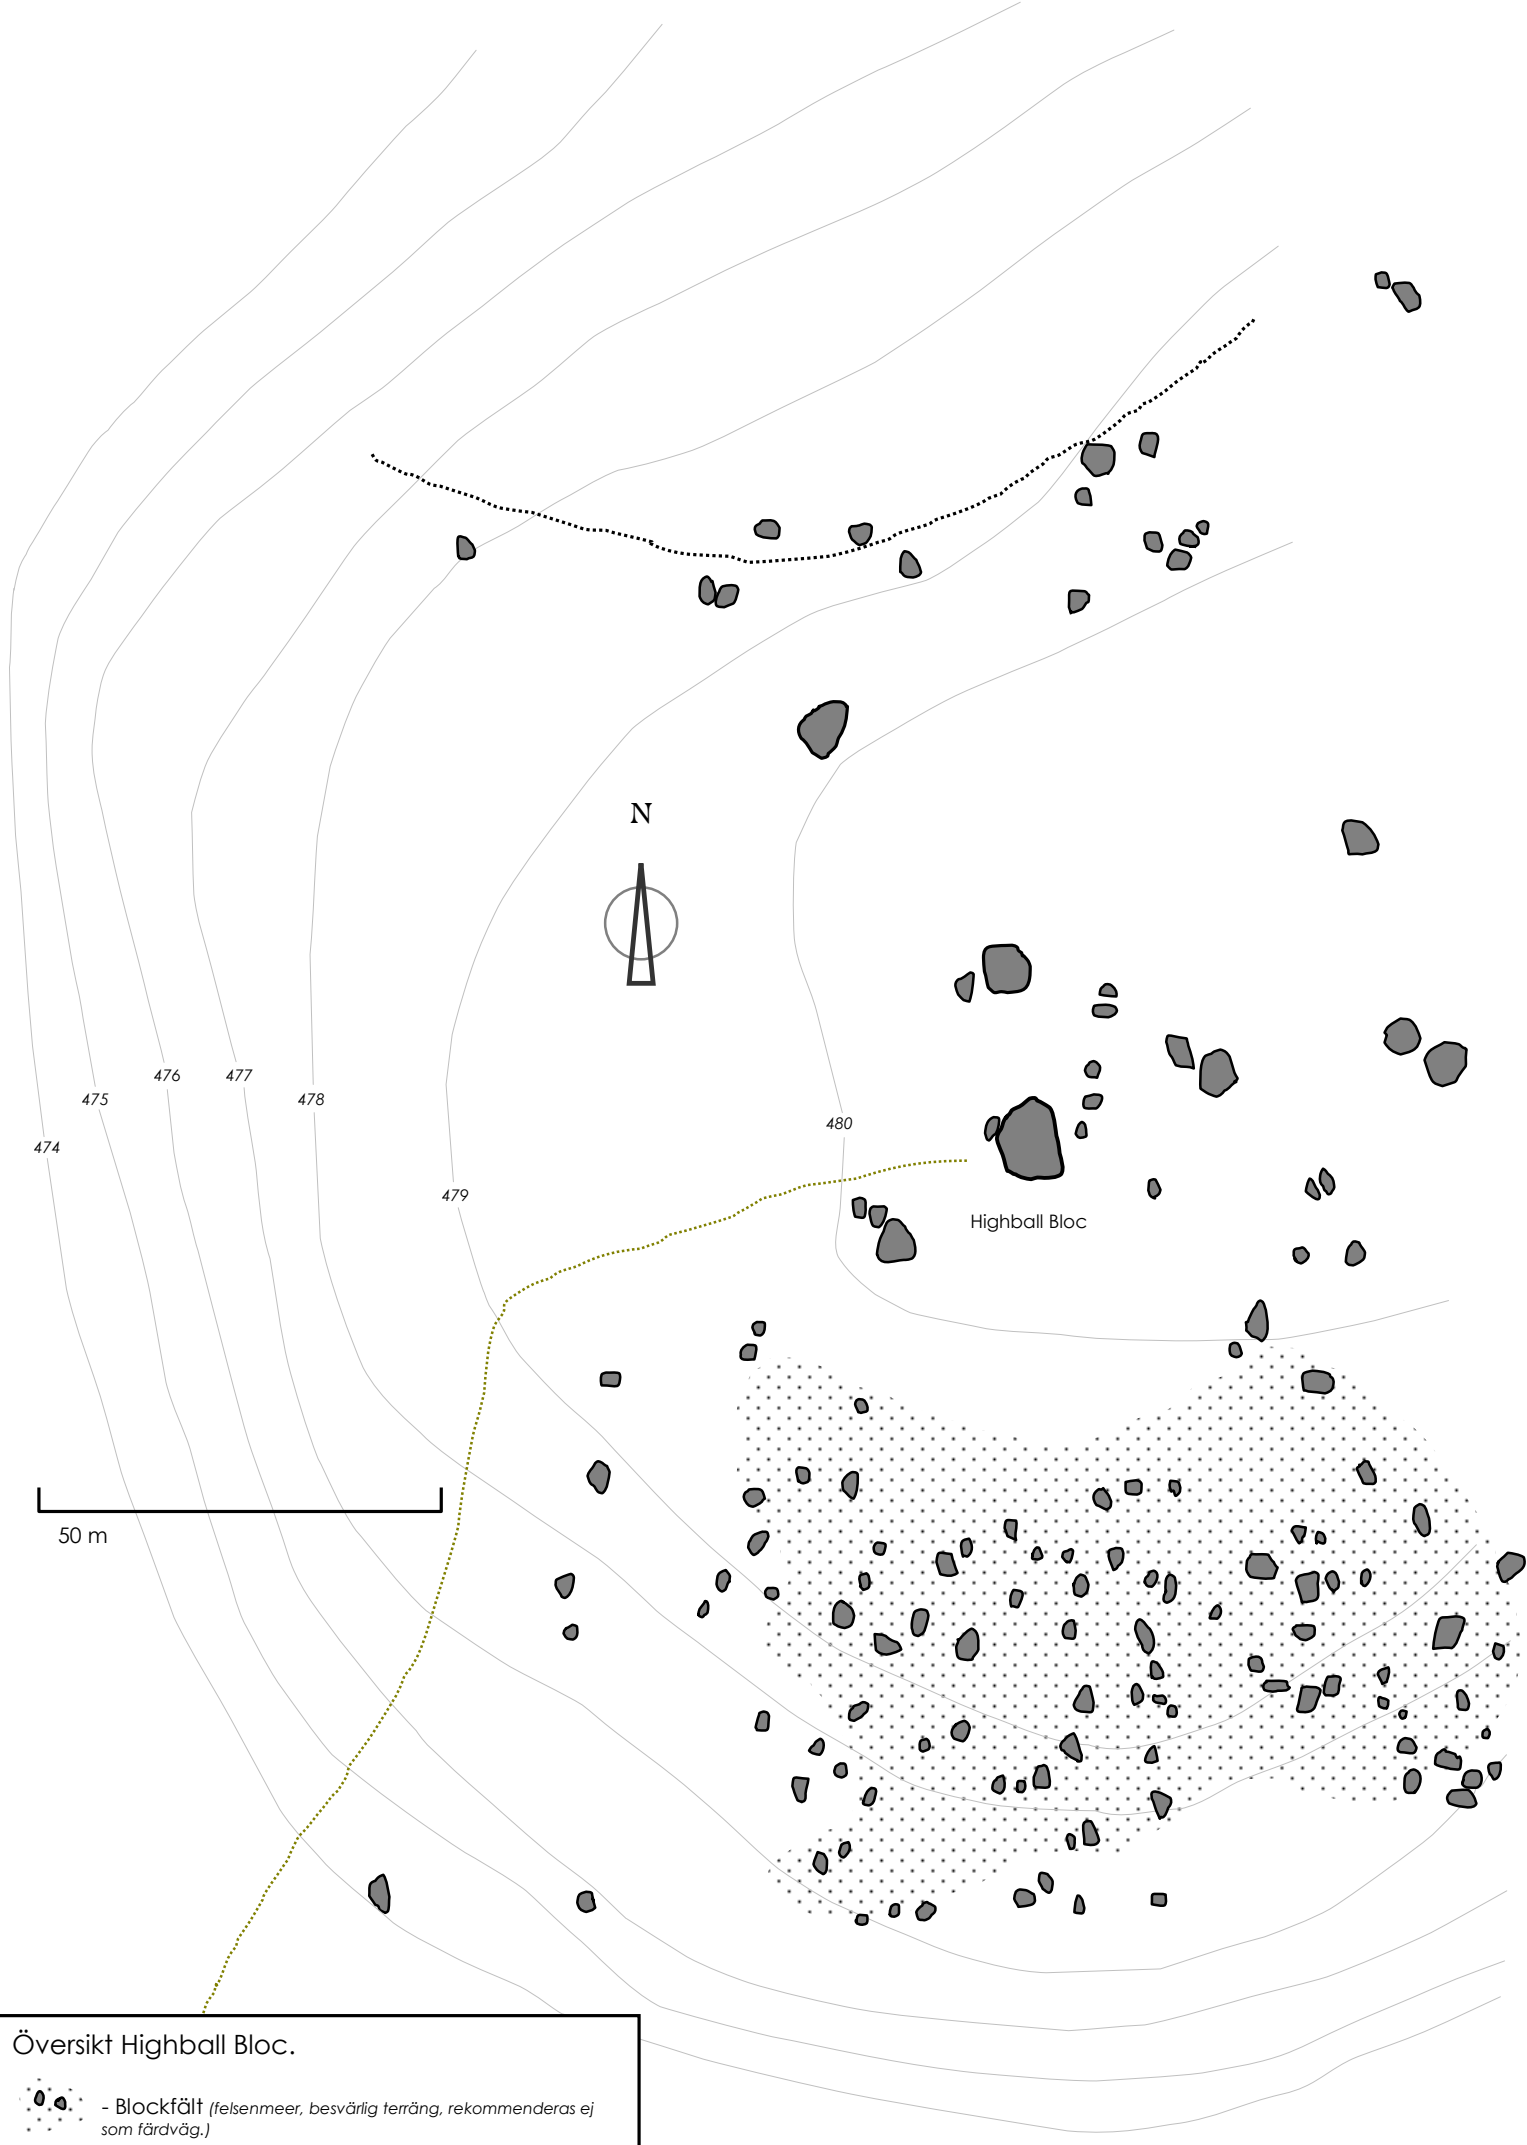 N
476
477
475
478
480
474
479
Highball Bloc
50 m
Översikt Highball Bloc.
- Blockfält (felsenmeer, besvärlig terräng, rekommenderas ej
som färdväg.)